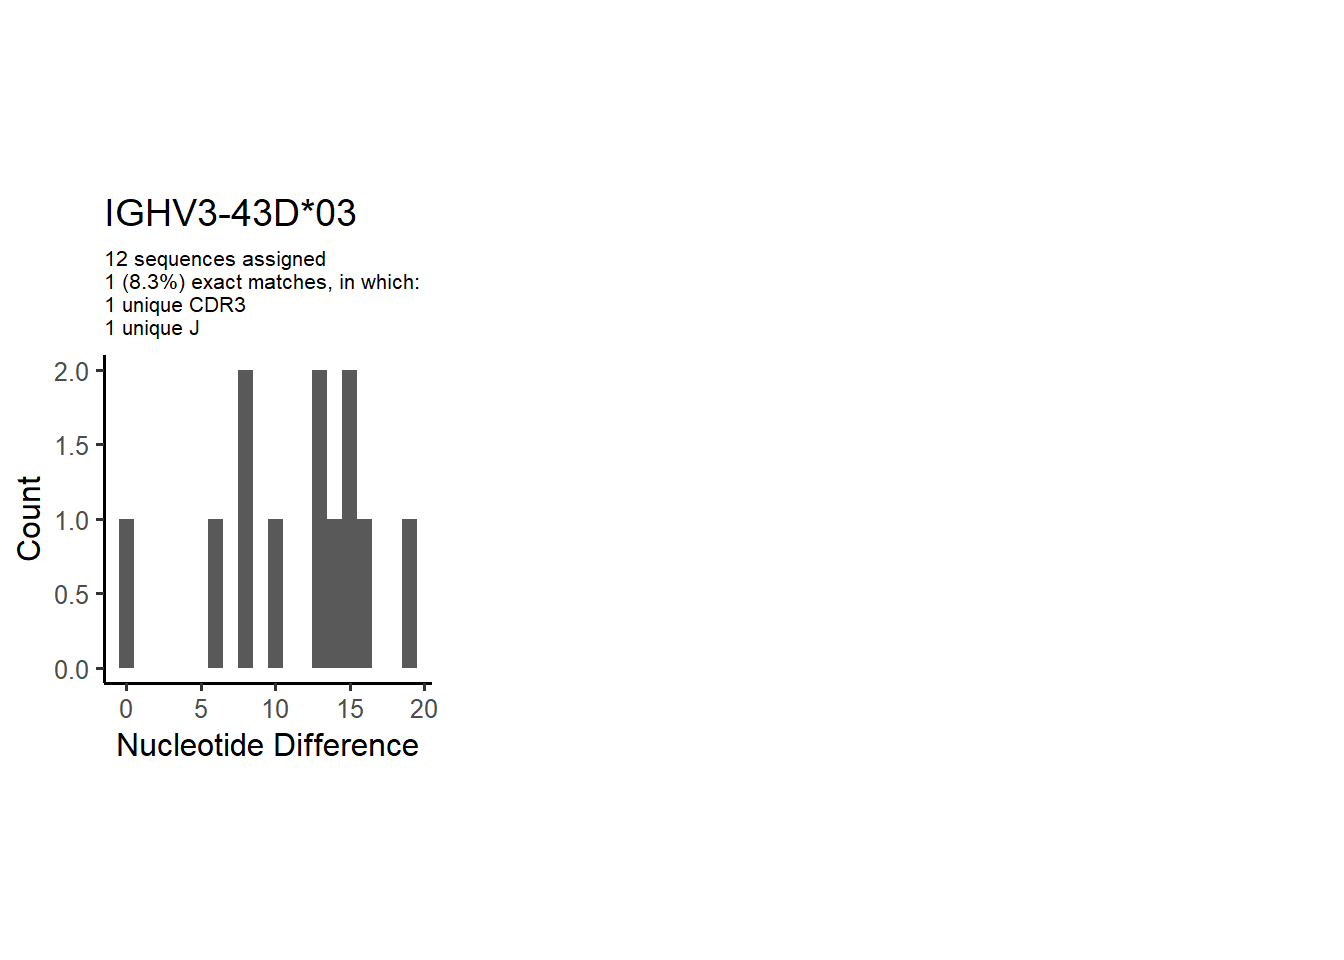 IGHV3-43D*03
12 sequences assigned
1 (8.3%) exact matches, in which:
1 unique CDR3
1 unique J
2.0
1.5
1.0
0.5
0.0
Count
0 5 10 15 20
Nucleotide Difference